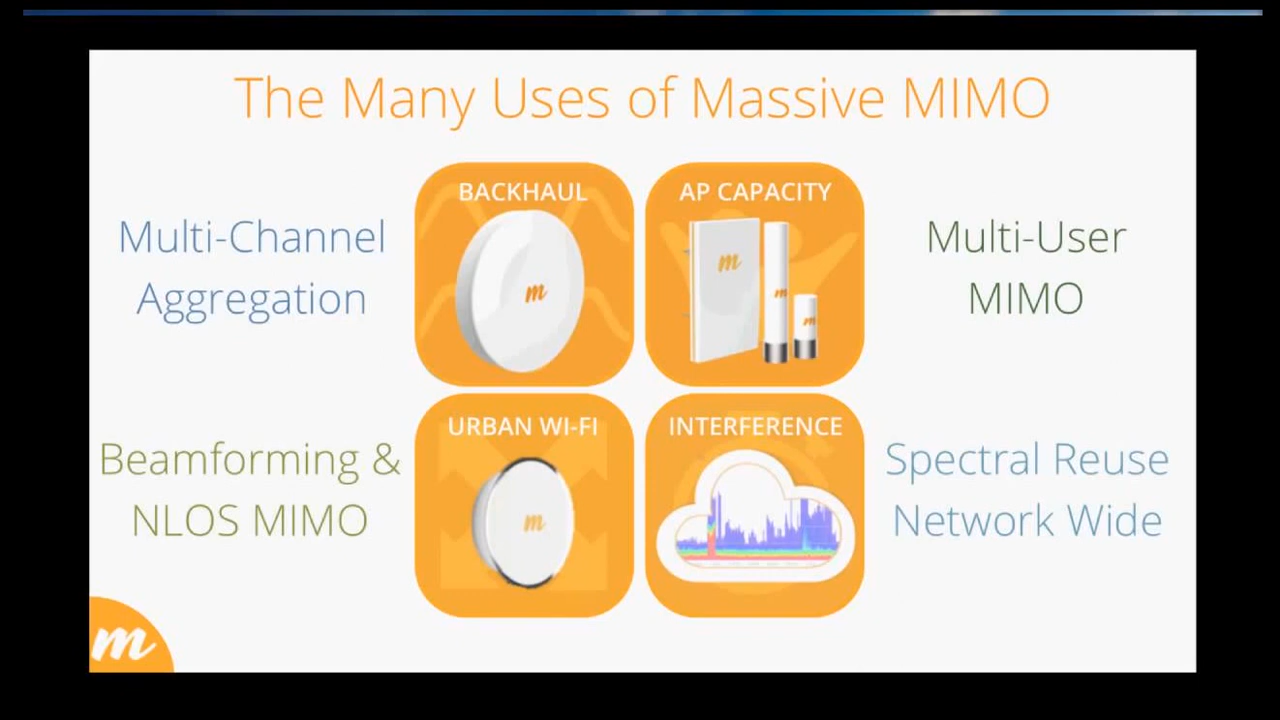 The Many Uses of Massive MIMO
BACKHAUL
AP CAPACITY
Multi-Channel
Aggregation
Multi-User
MIMO
m
m
m
m
URBAN WI-FI
INTERFERENCE
Beamforming &
NLOS MIMO
Spectral Reuse
Network Wide
m
m